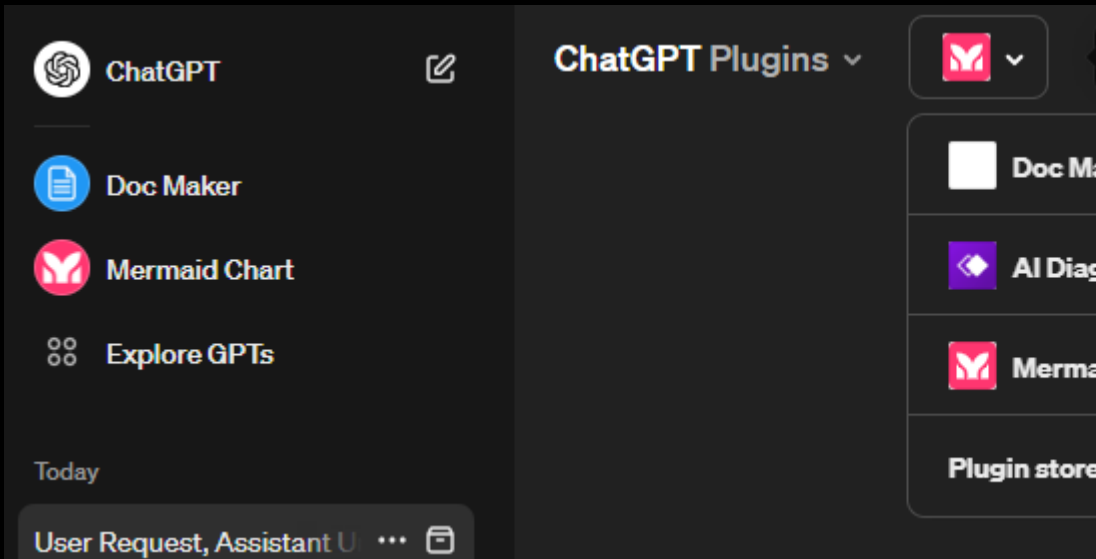 ChatGPT
Doc Maker
Mermaid Chart
Explore GPTs
Today
User Request, Assistant U
ChatGPT Plugins
Doc Ma
AI Diag
Merma
Plugin store